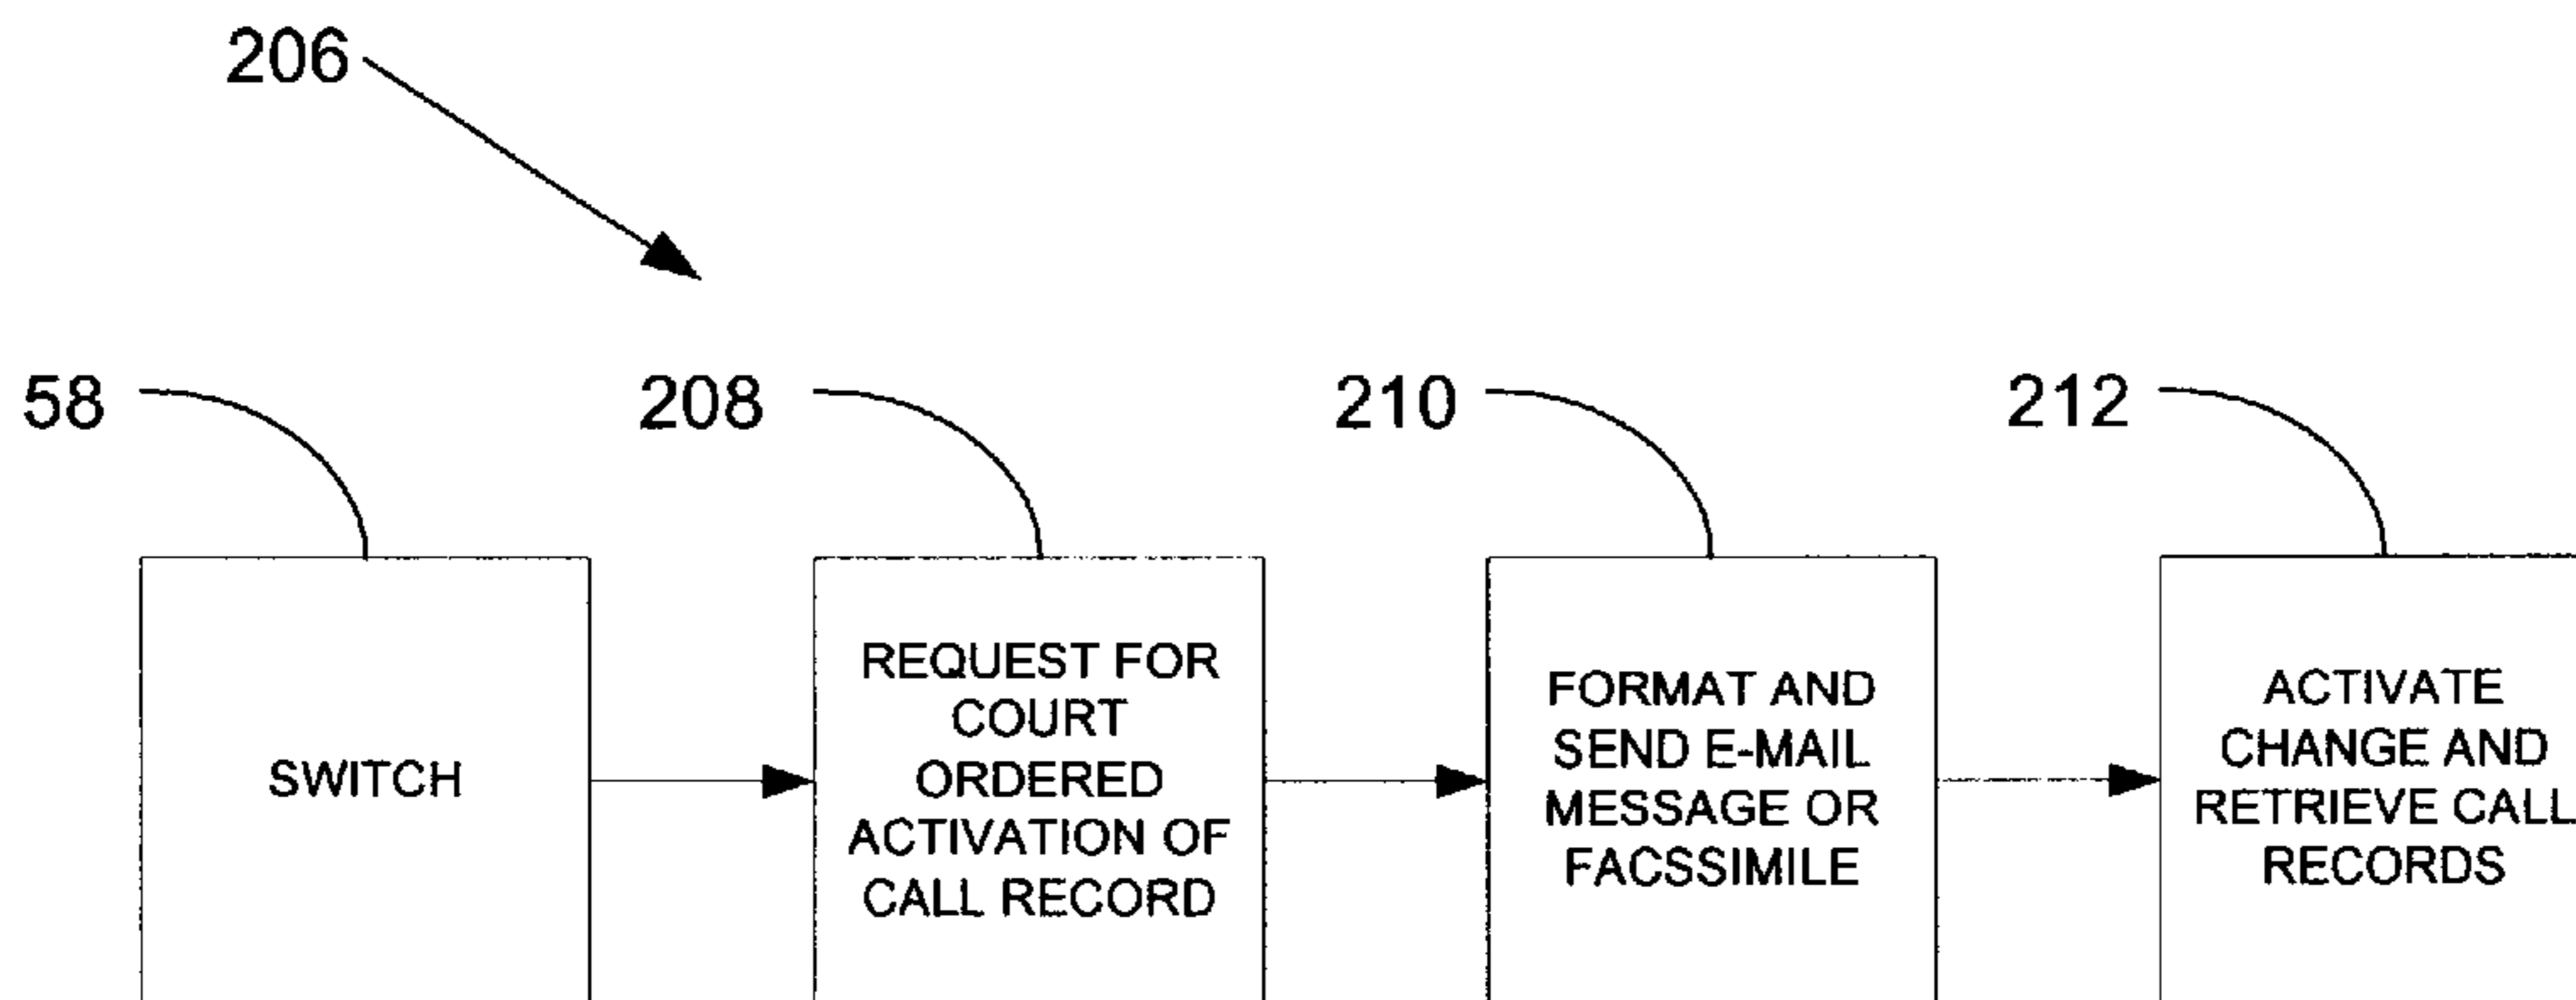 206
58
208
210
212
SWITCH
REQUEST FOR
COURT
ORDERED
ACTIVATION OF
CALL RECORD
FORMAT AND
SEND E-MAIL
MESSAGE OR
FACSSIMILE
ACTIVATE
CHANGE AND
RETRIEVE CALL
RECORDS